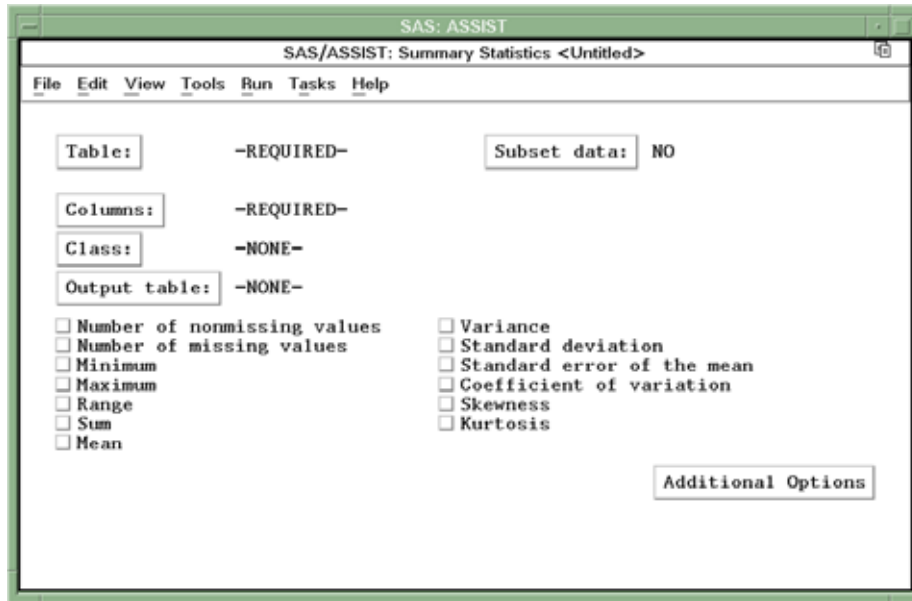 SAS: ASSIST
SAS/ASSIST: Summary Statistics <Untitled>
File Edit View Tools Run Tasks Help
Table: -REQUIRED- Subset data: NO
Columns: -REQUIRED-
Class: -NONE-
Output table: -NONE-
Number of nonmissing values Variance
Number of missing values Standard deviation
Minimum Standard error of the mean
Maximum Coefficient of variation
Range Skewness
Sum Kurtosis
Mean
Additional Options